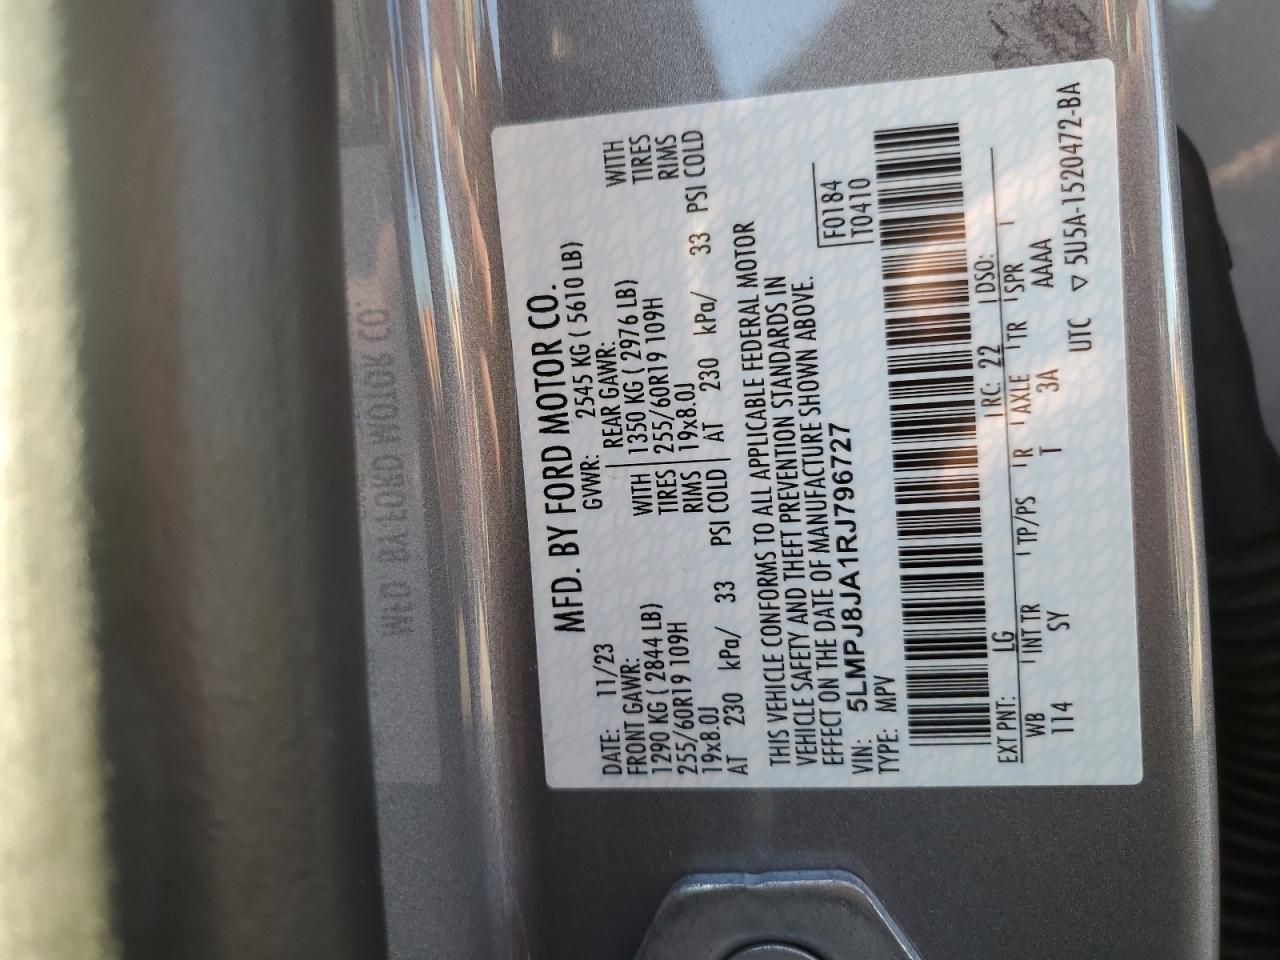 MFD. BY FORD MOTOR CO.
DATE: 11/23 GVWR: 2545 KG ( 5610 LB)
FRONT GAWR: REAR GAWR:
1290 KG ( 2844 LB) WITH 1350 KG ( 2976 LB) WITH
255/60R19 109H TIRES 255/60R19 109H TIRES
19x8.0J RIMS 19x8.0J RIMS
AT 230 kPa/ 33 PSI COLD AT 230 kPa/ 33 PSI COLD
THIS VEHICLE CONFORMS TO ALL APPLICABLE FEDERAL MOTOR
VEHICLE SAFETY AND THEFT PREVENTION STANDARDS IN
EFFECT ON THE DATE OF MANUFACTURE SHOWN ABOVE.
VIN: 5LMPJ8JA1RJ796727 F0184
TYPE: MPV T0410
EXT PNT: LG RC: 22 DSO:
WB INT TR TP/PS R AXLE TR SPR
114 SY T 3A AAAA
UTC ▽ 5U5A-1520472-BA
MFD. BY FORD MOTOR CO.